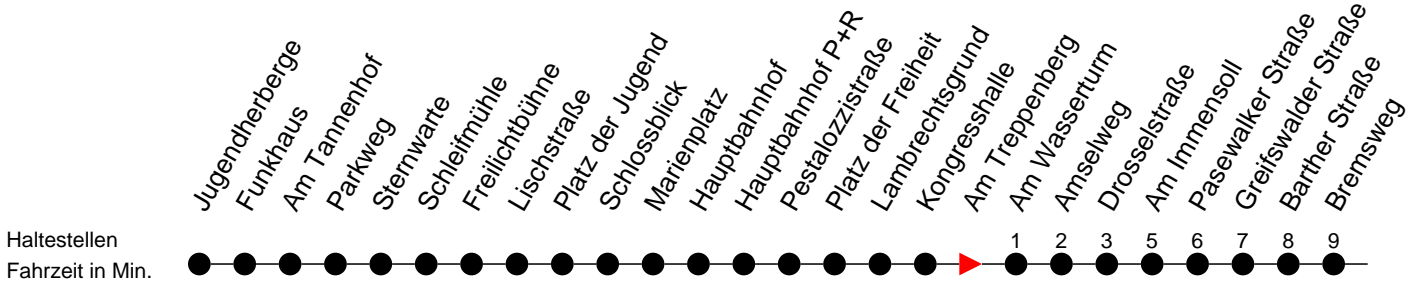 Jugendherberge
Funkhaus
Am Tannenhof
Parkweg
Sternwarte
Schleifmühle
Freilichtbühne
Lischstraße
Platz der Jugend
Schlossblick
Marienplatz
Hauptbahnhof
Hauptbahnhof P+R
Pestalozzistraße
Platz der Freiheit
Lambrechtsgrund
Kongresshalle
Am Treppenberg
Am Wasserturm
Amselweg
Drosselstraße
Am Immensoll
Pasewalker Straße
Greifswalder Straße
Barther Straße
Bremsweg
Haltestellen 1 2 3 5 6 7 8 9
Fahrzeit in Min.